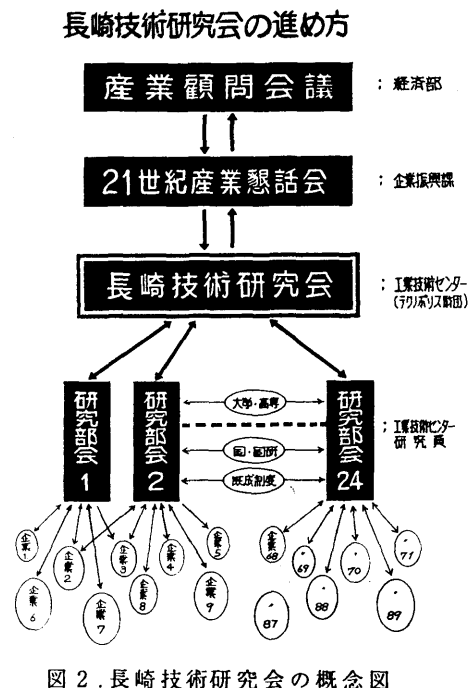 長崎技術研究会の進め方
産業顧問会議
; 経済部
21世紀産業懇話会
; 企業振興課
長崎技術研究会
; 工業技術センター
(テクノポリス財団)
研究部会1
研究部会2
研究部会24
大学・高専
国・国研
既成制度
; 工業技術センター
研究員
企業1
企業2
企業3
企業4
企業5
企業68
〃69
〃70
〃71
企業6
企業7
企業8
企業9
〃87
〃88
〃89
図2.長崎技術研究会の概念図